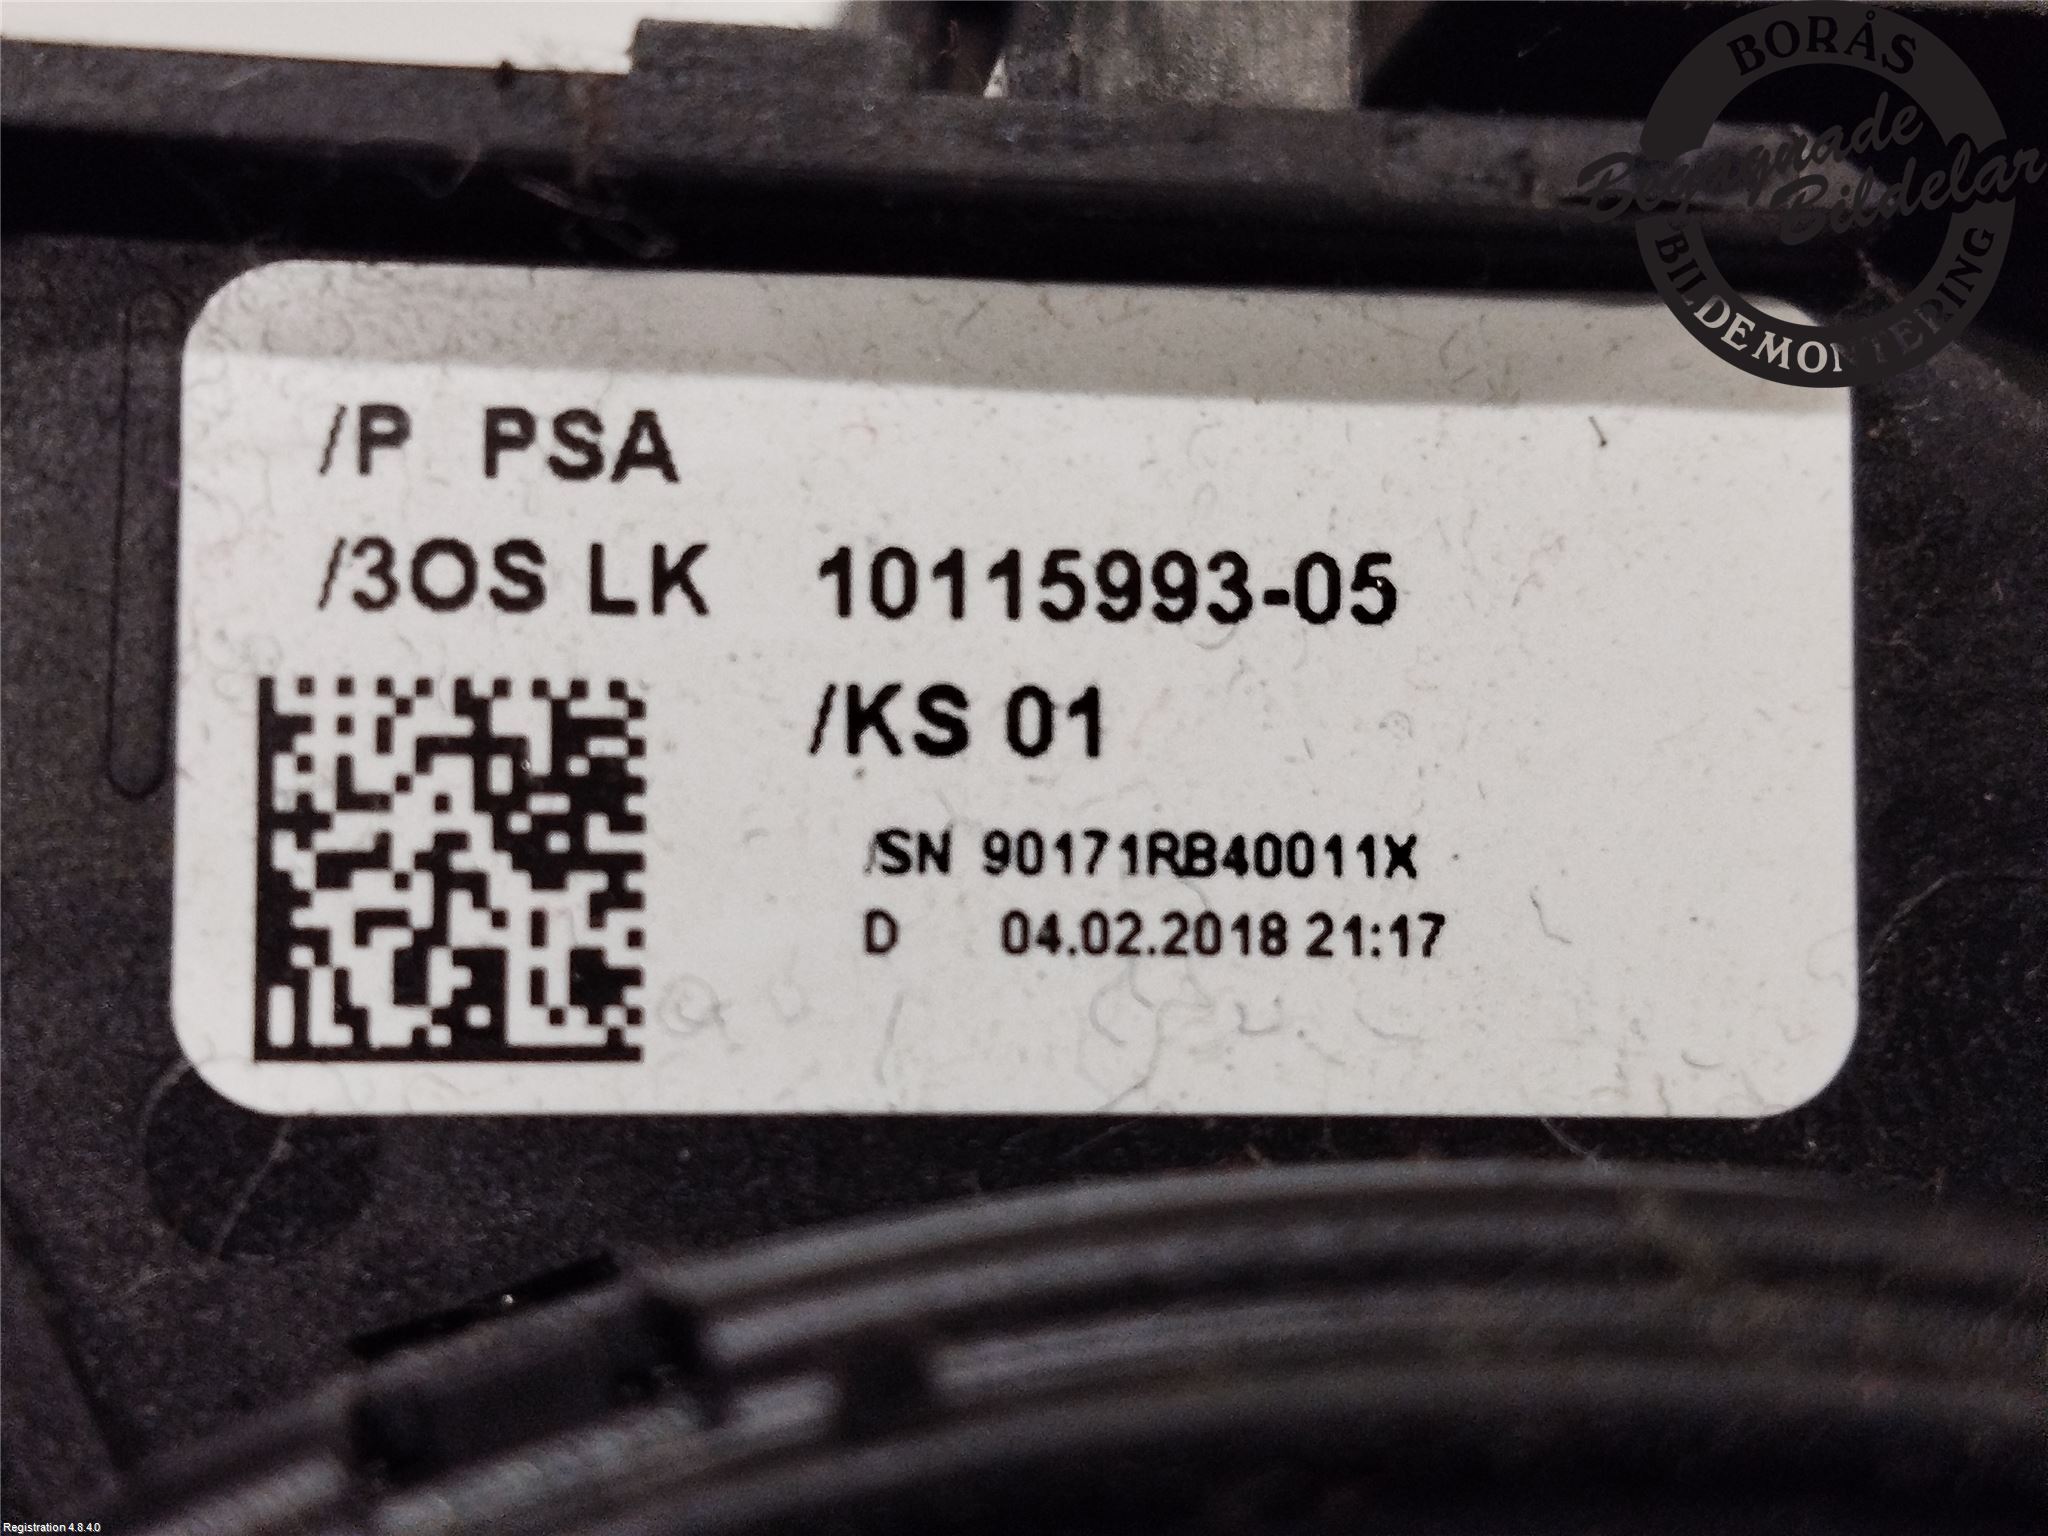 BORÅS
Begagnade
Bildelar
BILDEMONTERING
/P PSA
/3OS LK 10115993-05
/KS 01
/SN 90171RB40011X
D 04.02.2018 21:17
Registration 4.8.4.0